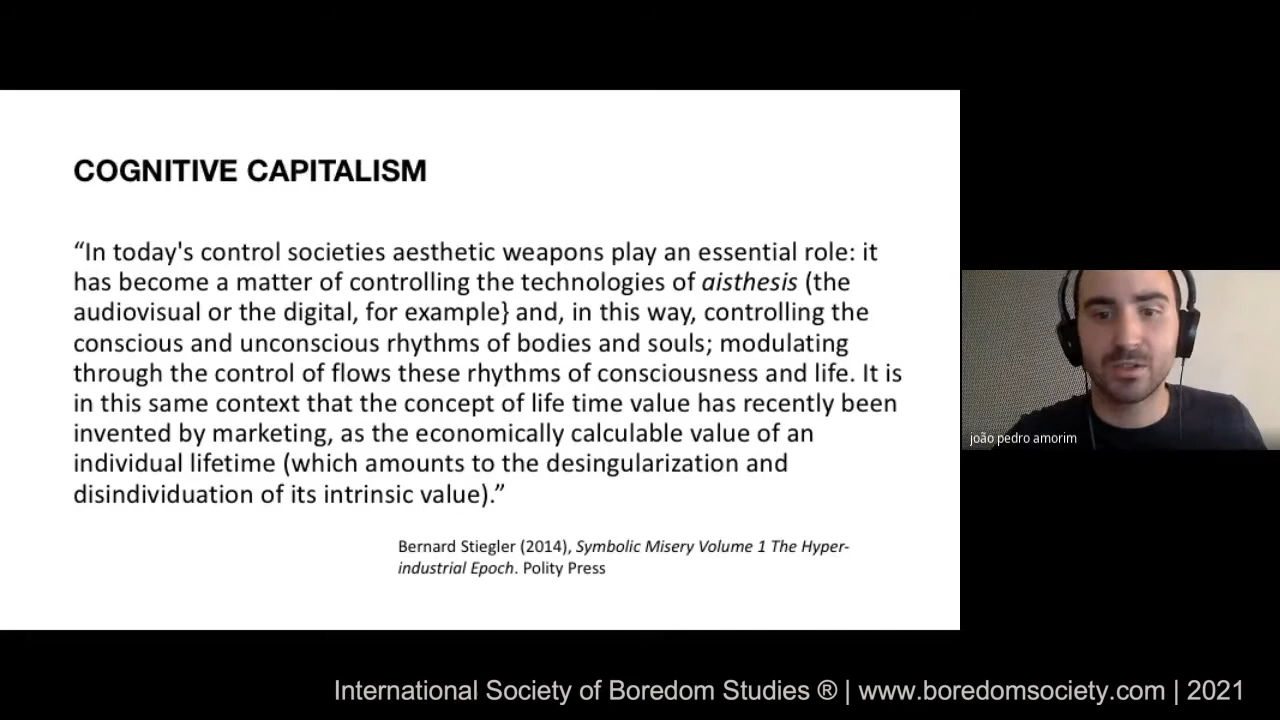 COGNITIVE CAPITALISM
“In today's control societies aesthetic weapons play an essential role: it
has become a matter of controlling the technologies of aisthesis (the
audiovisual or the digital, for example} and, in this way, controlling the
conscious and unconscious rhythms of bodies and souls; modulating
through the control of flows these rhythms of consciousness and life. It is
in this same context that the concept of life time value has recently been
invented by marketing, as the economically calculable value of an
individual lifetime (which amounts to the desingularization and
disindividuation of its intrinsic value).”
Bernard Stiegler (2014), Symbolic Misery Volume 1 The Hyper-
industrial Epoch. Polity Press
joão pedro amorim
International Society of Boredom Studies ® | www.boredomsociety.com | 2021